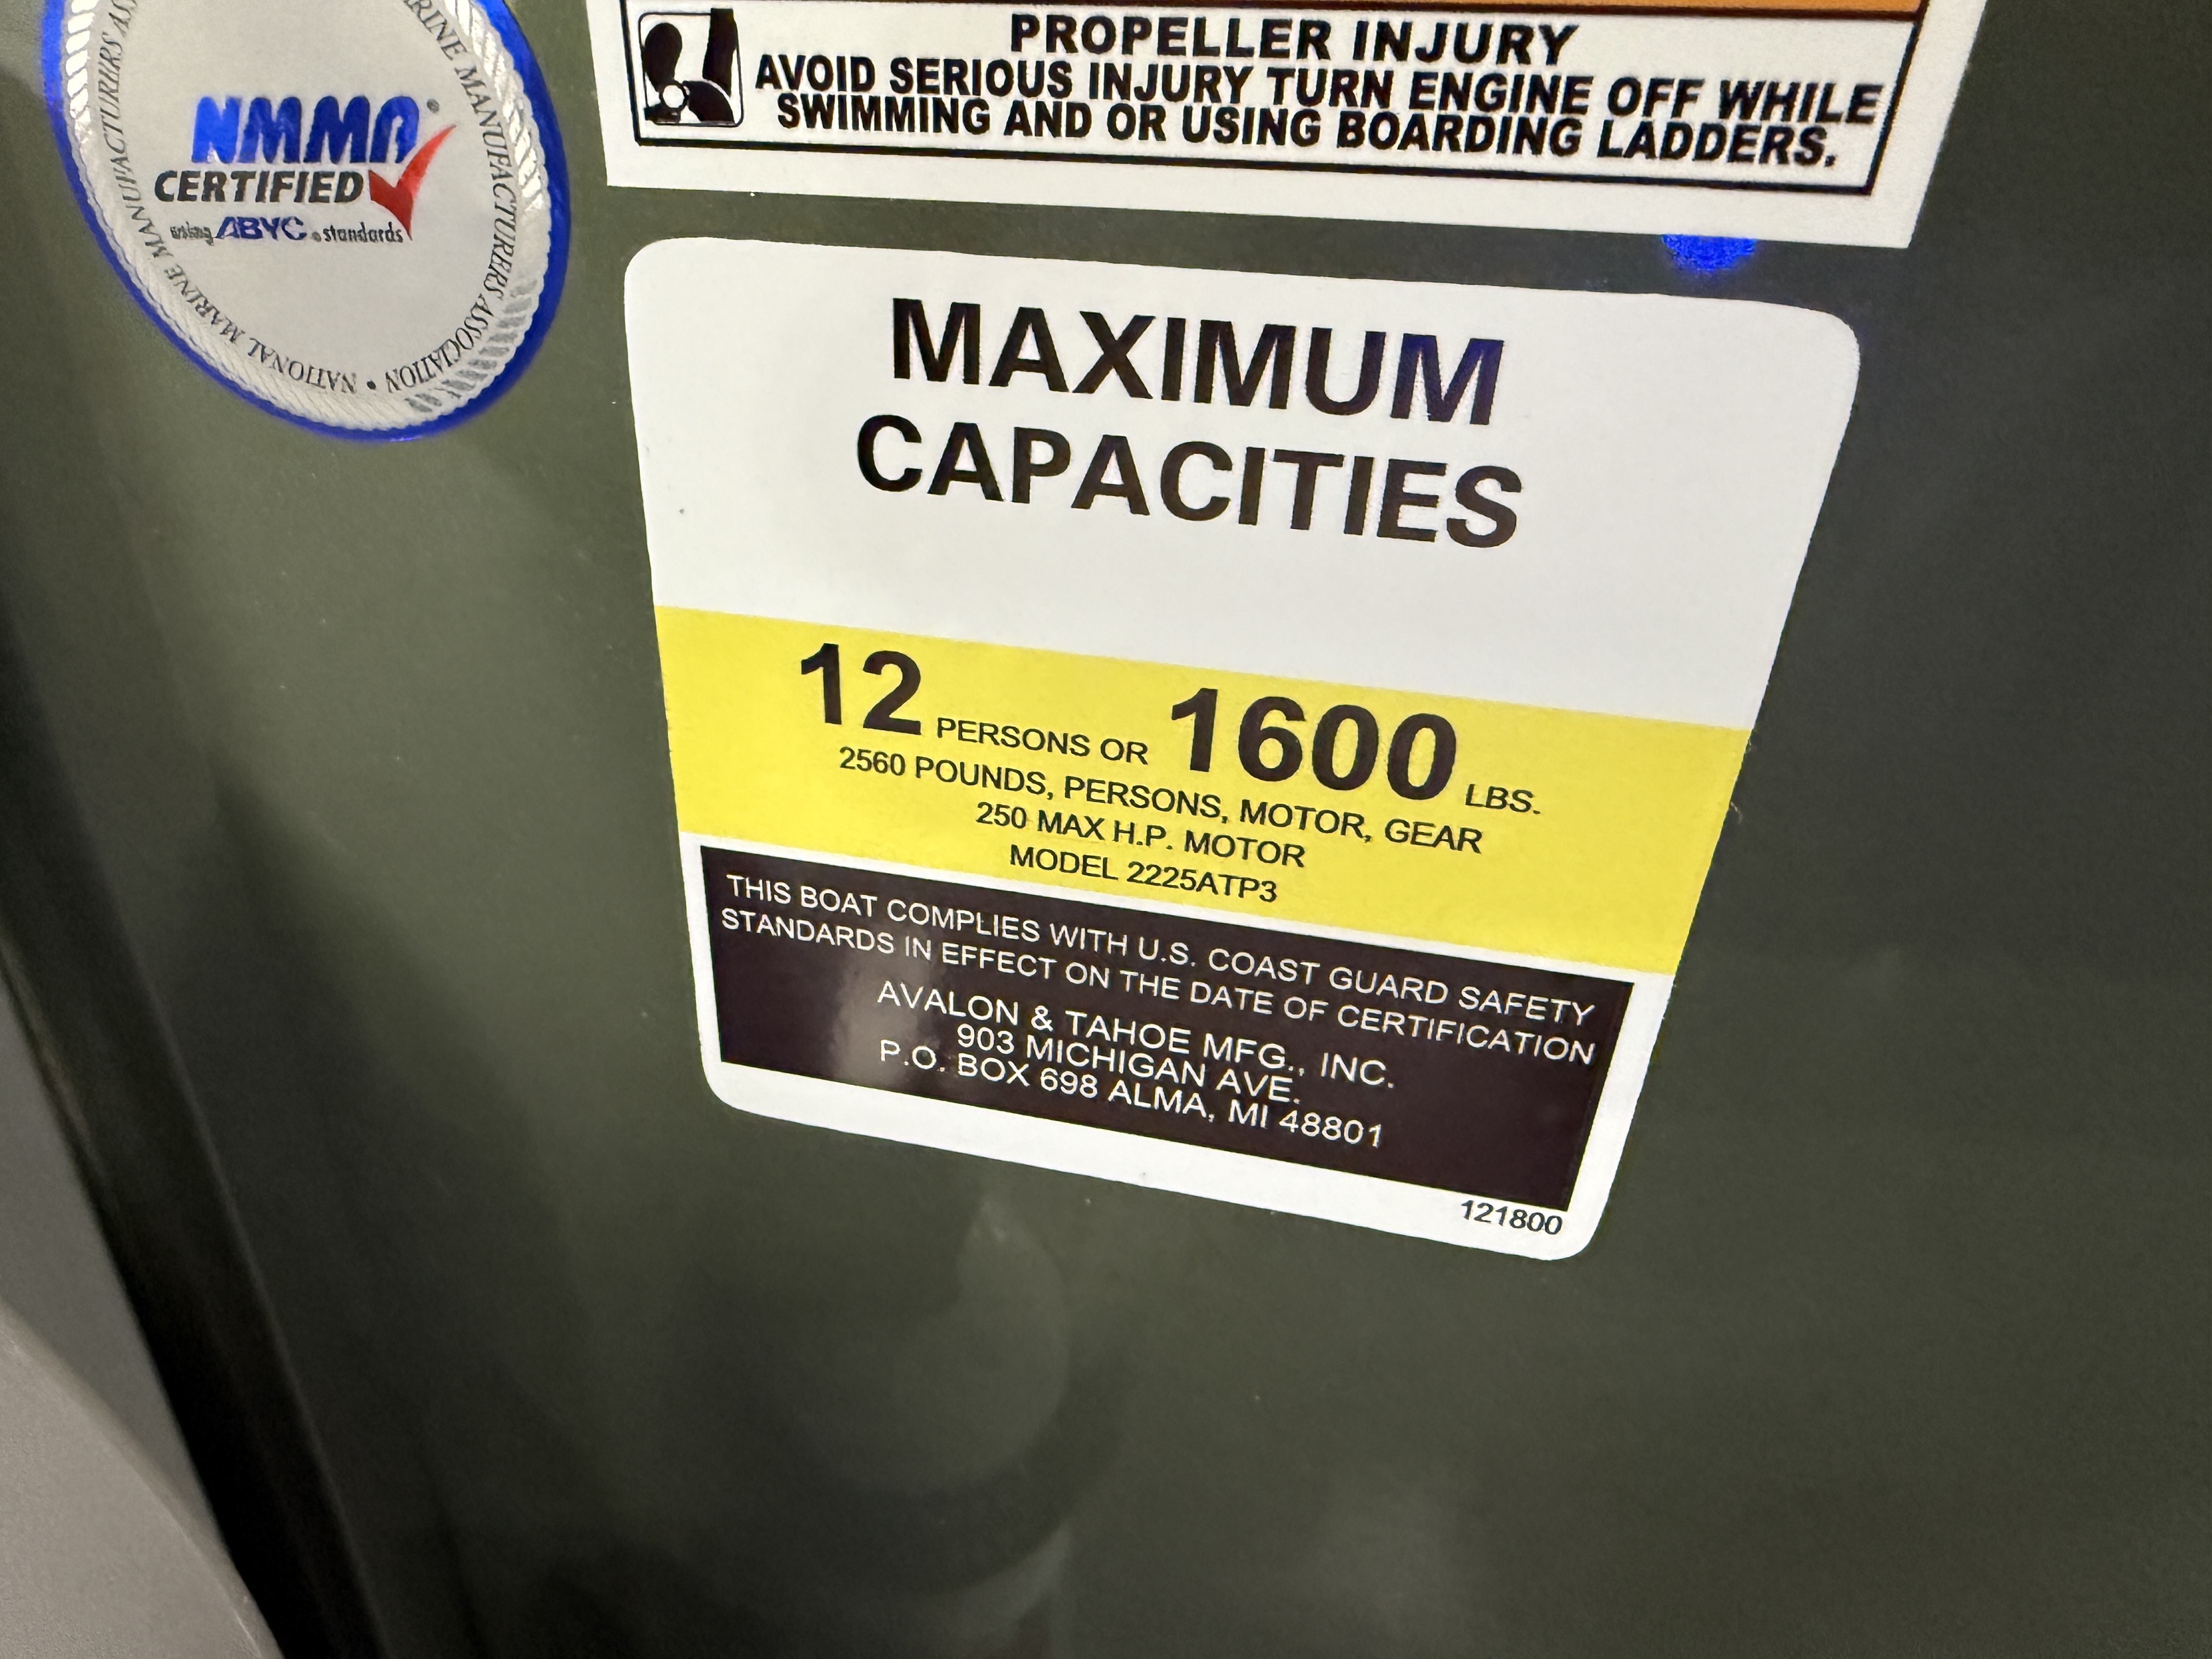 NMMA®
CERTIFIED
using ABYC® standards
NATIONAL MARINE MANUFACTURERS ASSOCIATION •
PROPELLER INJURY
AVOID SERIOUS INJURY TURN ENGINE OFF WHILE
SWIMMING AND OR USING BOARDING LADDERS.
MAXIMUM
CAPACITIES
12 PERSONS OR 1600 LBS.
2560 POUNDS, PERSONS, MOTOR, GEAR
250 MAX H.P. MOTOR
MODEL 2225ATP3
THIS BOAT COMPLIES WITH U.S. COAST GUARD SAFETY
STANDARDS IN EFFECT ON THE DATE OF CERTIFICATION
AVALON & TAHOE MFG., INC.
903 MICHIGAN AVE.
P.O. BOX 698 ALMA, MI 48801
121800